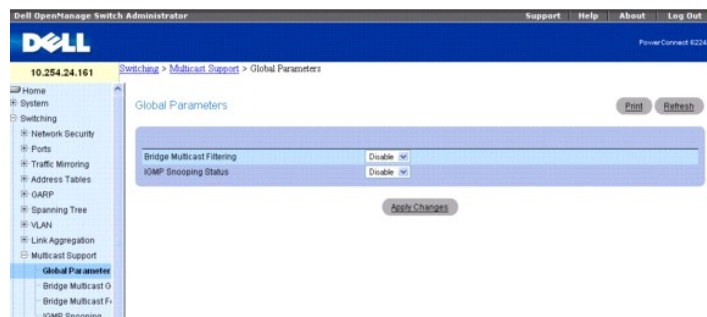 Dell OpenManage Switch Administrator
Support Help About Log Out
DELL
PowerConnect 6224
10.254.24.161
Switching > Multicast Support > Global Parameters
Home
System
Switching
Network Security
Ports
Traffic Mirroring
Address Tables
GARP
Spanning Tree
VLAN
Link Aggregation
Multicast Support
Global Parameter
Bridge Multicast G
Bridge Multicast F
IGMP Snooping
Global Parameters
Print Refresh
Bridge Multicast Filtering Disable
IGMP Snooping Status Disable
Apply Changes